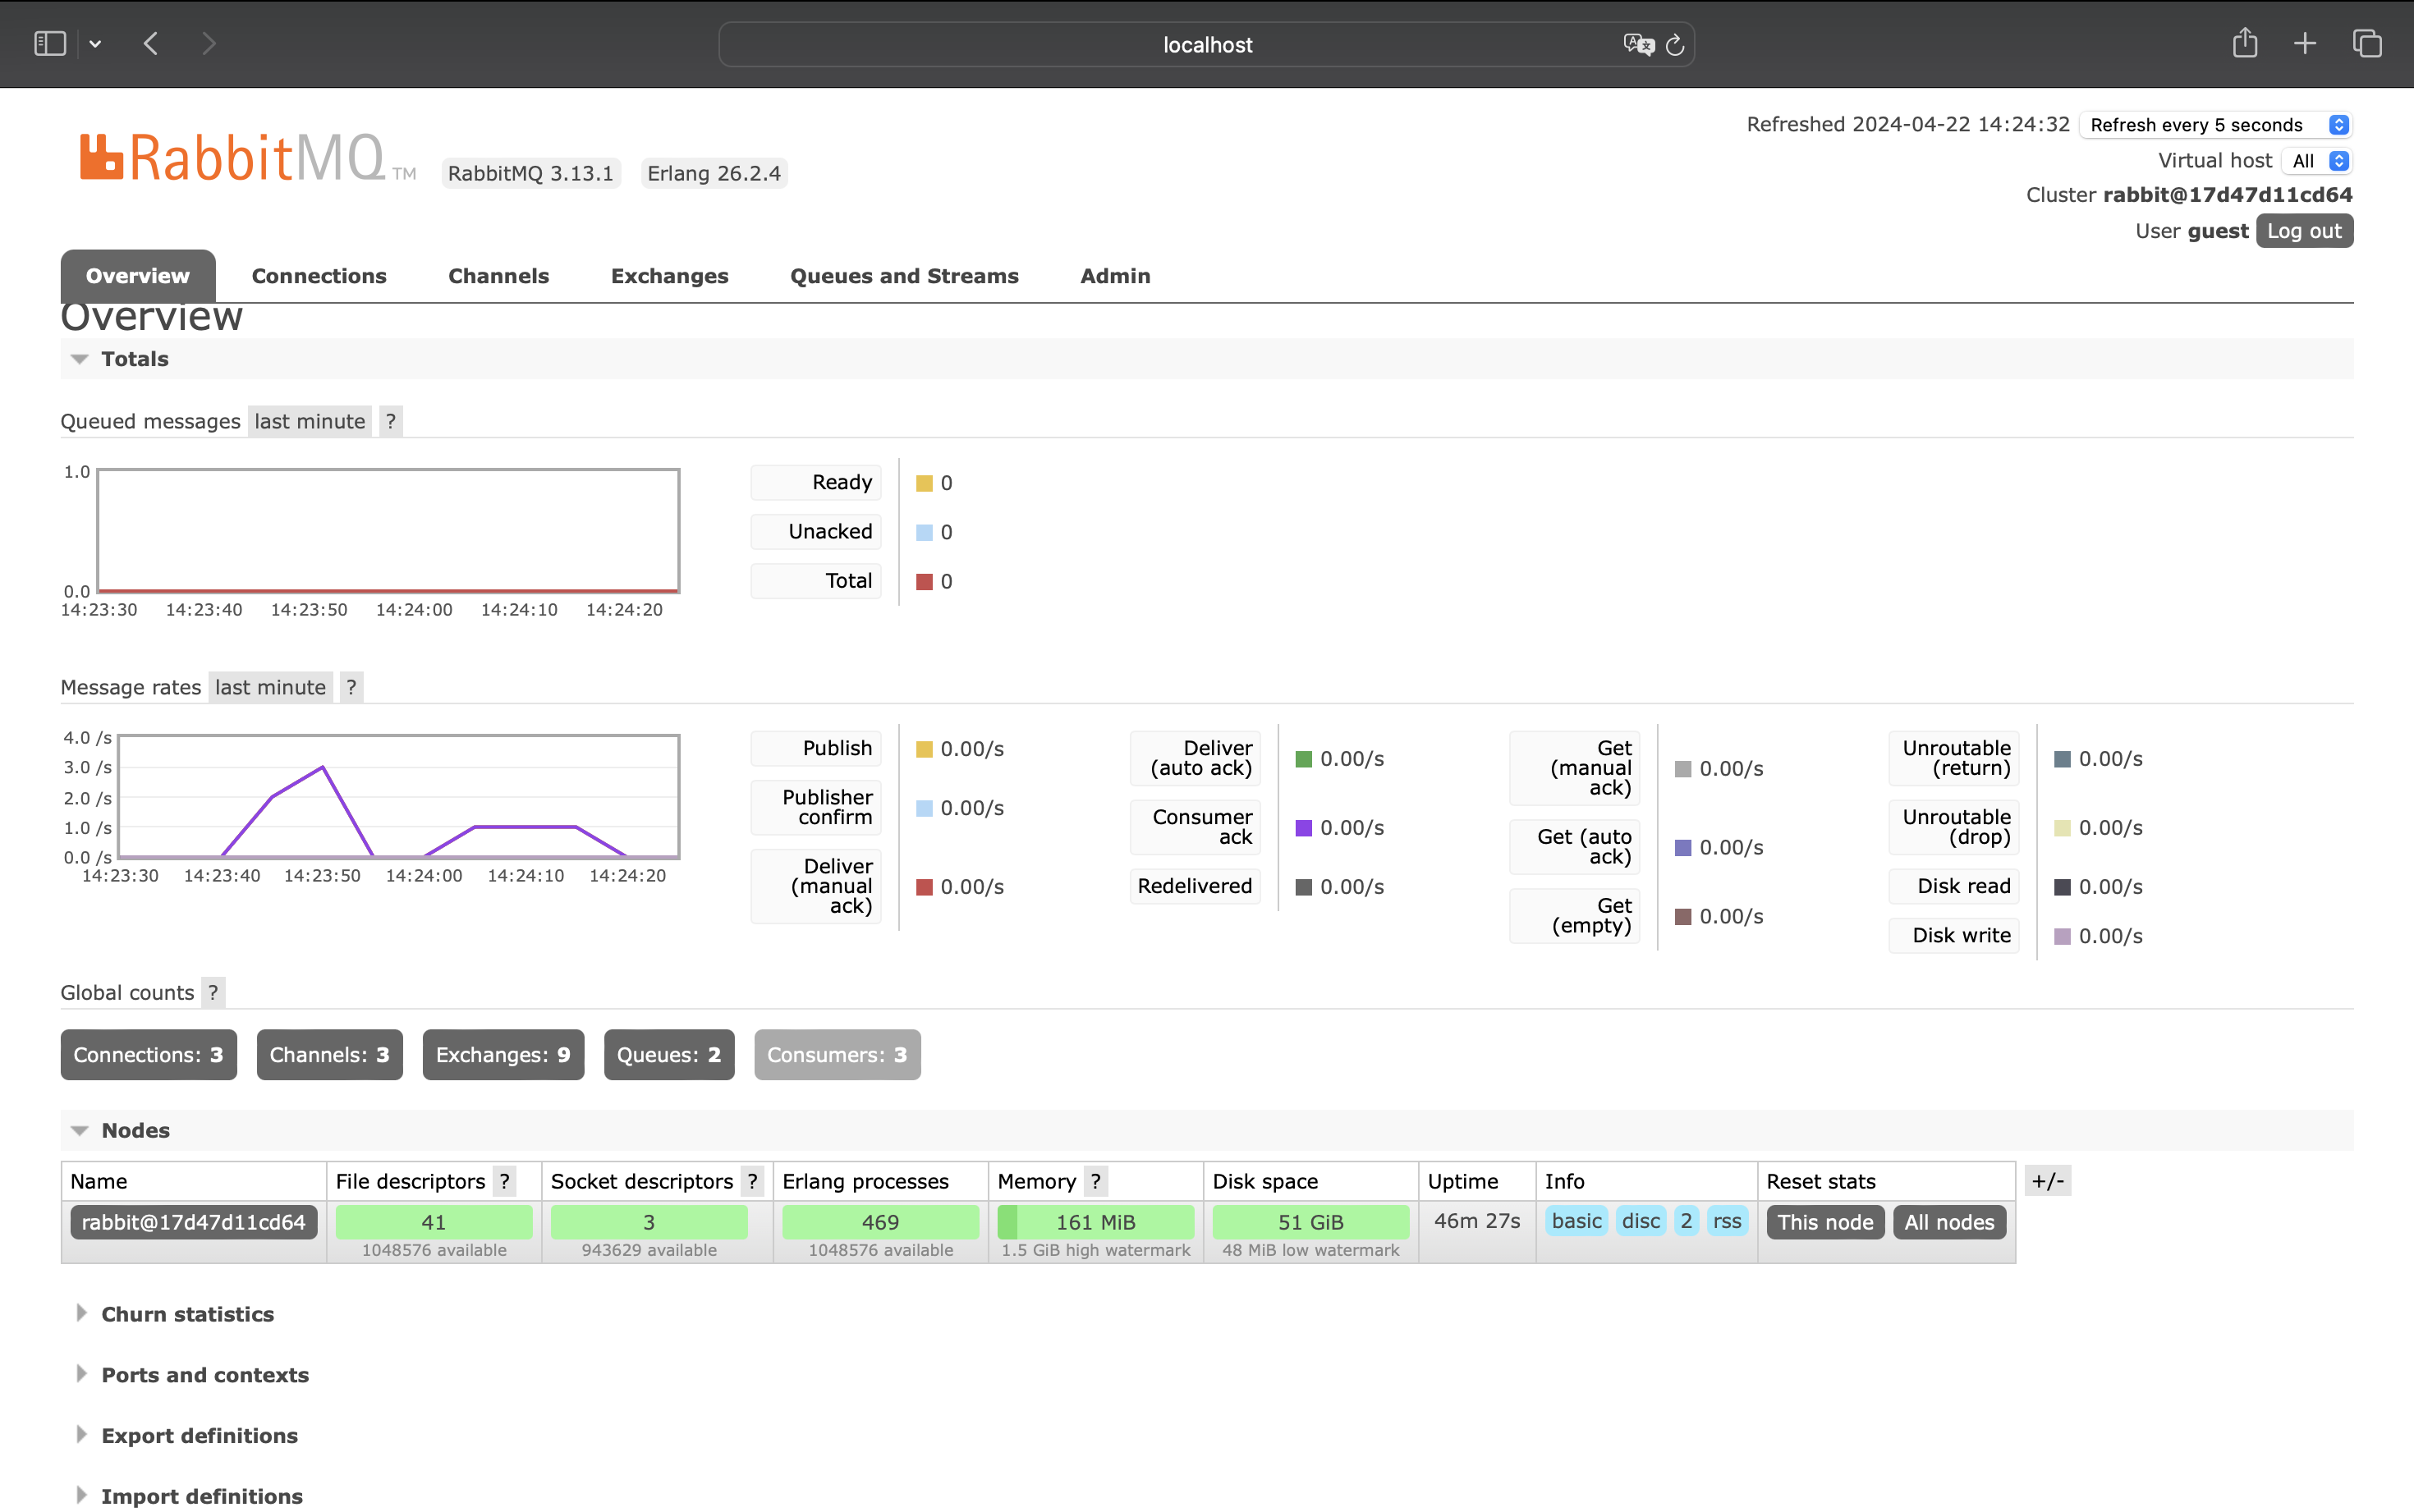 localhost
RabbitMQ TM RabbitMQ 3.13.1 Erlang 26.2.4
Refreshed 2024-04-22 14:24:32 Refresh every 5 seconds
Virtual host All
Cluster rabbit@17d47d11cd64
User guest Log out
Overview Connections Channels Exchanges Queues and Streams Admin
Overview
Totals
Queued messages last minute ?
1.0
0.0
14:23:30 14:23:40 14:23:50 14:24:00 14:24:10 14:24:20
Ready 0
Unacked 0
Total 0
Message rates last minute ?
4.0 /s
3.0 /s
2.0 /s
1.0 /s
0.0 /s
14:23:30 14:23:40 14:23:50 14:24:00 14:24:10 14:24:20
Publish 0.00/s
Publisher
confirm 0.00/s
Deliver
(manual
ack) 0.00/s
Deliver
(auto ack) 0.00/s
Consumer
ack 0.00/s
Redelivered 0.00/s
Get
(manual
ack) 0.00/s
Get (auto
ack) 0.00/s
Get
(empty) 0.00/s
Unroutable
(return) 0.00/s
Unroutable
(drop) 0.00/s
Disk read 0.00/s
Disk write 0.00/s
Global counts ?
Connections: 3 Channels: 3 Exchanges: 9 Queues: 2 Consumers: 3
Nodes
Name File descriptors ? Socket descriptors ? Erlang processes Memory ? Disk space Uptime Info Reset stats +/-
rabbit@17d47d11cd64 41 3 469 161 MiB 51 GiB 46m 27s basic disc 2 rss This node All nodes
1048576 available 943629 available 1048576 available 1.5 GiB high watermark 48 MiB low watermark
Churn statistics
Ports and contexts
Export definitions
Import definitions